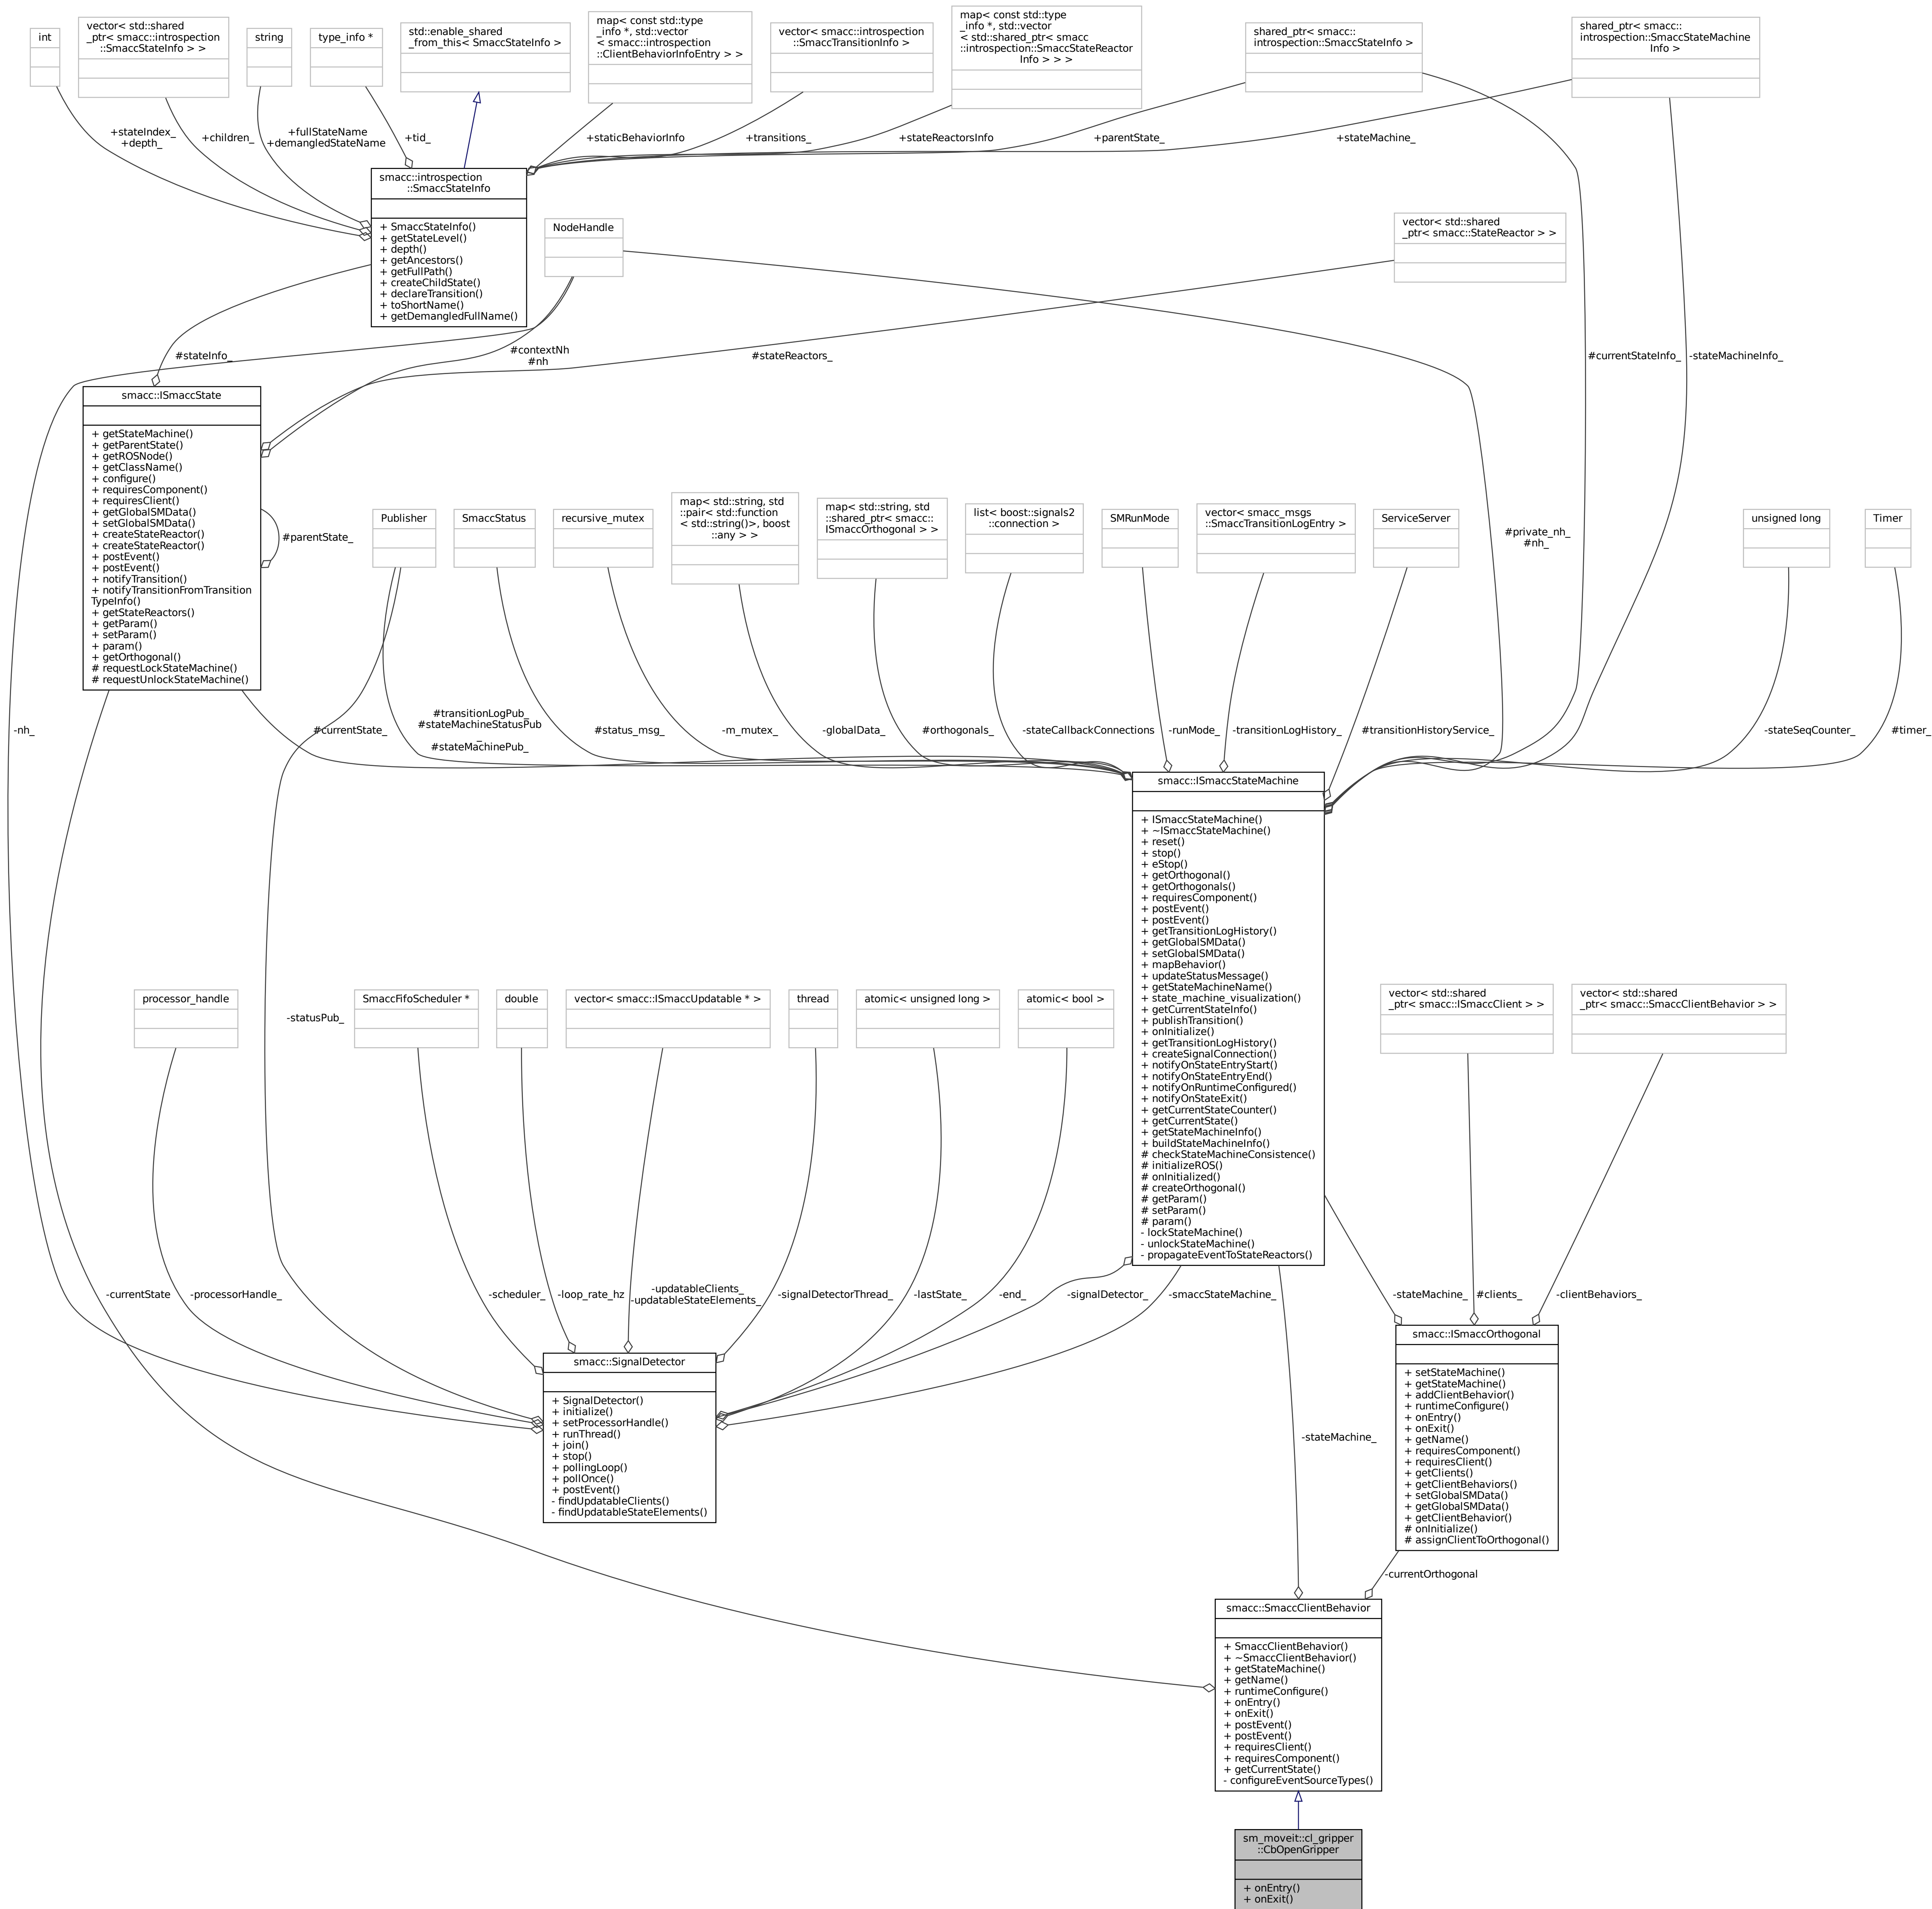 int
vector< std::shared
_ptr< smacc::introspection
::SmaccStateInfo > >
string
type_info *
std::enable_shared
_from_this< SmaccStateInfo >
map< const std::type
_info *, std::vector
< smacc::introspection
::ClientBehaviorInfoEntry > >
vector< smacc::introspection
::SmaccTransitionInfo >
map< const std::type
_info *, std::vector
< std::shared_ptr< smacc
::introspection::SmaccStateReactor
Info > > >
shared_ptr< smacc::
introspection::SmaccStateInfo >
shared_ptr< smacc::
introspection::SmaccStateMachine
Info >
+stateIndex_
+depth_
+children_
+fullStateName
+demangledStateName
+tid_
+staticBehaviorInfo
+transitions_
+stateReactorsInfo
+parentState_
+stateMachine_
smacc::introspection
::SmaccStateInfo
+ SmaccStateInfo()
+ getStateLevel()
+ depth()
+ getAncestors()
+ getFullPath()
+ createChildState()
+ declareTransition()
+ toShortName()
+ getDemangledFullName()
NodeHandle
vector< std::shared
_ptr< smacc::StateReactor > >
#stateInfo_
#contextNh
#nh
#stateReactors_
#currentStateInfo_
-stateMachineInfo_
smacc::ISmaccState
+ getStateMachine()
+ getParentState()
+ getROSNode()
+ getClassName()
+ configure()
+ requiresComponent()
+ requiresClient()
+ getGlobalSMData()
+ setGlobalSMData()
+ createStateReactor()
+ createStateReactor()
+ postEvent()
+ postEvent()
+ notifyTransition()
+ notifyTransitionFromTransition
TypeInfo()
+ getStateReactors()
+ getParam()
+ setParam()
+ param()
+ getOrthogonal()
# requestLockStateMachine()
# requestUnlockStateMachine()
#parentState_
Publisher
SmaccStatus
recursive_mutex
map< std::string, std
::pair< std::function
< std::string()>, boost
::any > >
map< std::string, std
::shared_ptr< smacc::
ISmaccOrthogonal > >
list< boost::signals2
::connection >
SMRunMode
vector< smacc_msgs
::SmaccTransitionLogEntry >
ServiceServer
#private_nh_
#nh_
unsigned long
Timer
-nh_
#currentState_
#transitionLogPub_
#stateMachineStatusPub
_
#stateMachinePub_
#status_msg_
-m_mutex_
-globalData_
#orthogonals_
-stateCallbackConnections
-runMode_
-transitionLogHistory_
#transitionHistoryService_
-stateSeqCounter_
#timer_
smacc::ISmaccStateMachine
+ ISmaccStateMachine()
+ ~ISmaccStateMachine()
+ reset()
+ stop()
+ eStop()
+ getOrthogonal()
+ getOrthogonals()
+ requiresComponent()
+ postEvent()
+ postEvent()
+ getTransitionLogHistory()
+ getGlobalSMData()
+ setGlobalSMData()
+ mapBehavior()
+ updateStatusMessage()
+ getStateMachineName()
+ state_machine_visualization()
+ getCurrentStateInfo()
+ publishTransition()
+ onInitialize()
+ getTransitionLogHistory()
+ createSignalConnection()
+ notifyOnStateEntryStart()
+ notifyOnStateEntryEnd()
+ notifyOnRuntimeConfigured()
+ notifyOnStateExit()
+ getCurrentStateCounter()
+ getCurrentState()
+ getStateMachineInfo()
+ buildStateMachineInfo()
# checkStateMachineConsistence()
# initializeROS()
# onInitialized()
# createOrthogonal()
# getParam()
# setParam()
# param()
- lockStateMachine()
- unlockStateMachine()
- propagateEventToStateReactors()
processor_handle
-statusPub_
SmaccFifoScheduler *
double
vector< smacc::ISmaccUpdatable * >
thread
atomic< unsigned long >
atomic< bool >
vector< std::shared
_ptr< smacc::ISmaccClient > >
vector< std::shared
_ptr< smacc::SmaccClientBehavior > >
-currentState
-processorHandle_
-scheduler_
-loop_rate_hz
-updatableClients_
-updatableStateElements_
-signalDetectorThread_
-lastState_
-end_
-signalDetector_
-smaccStateMachine_
-stateMachine_
#clients_
-clientBehaviors_
smacc::SignalDetector
+ SignalDetector()
+ initialize()
+ setProcessorHandle()
+ runThread()
+ join()
+ stop()
+ pollingLoop()
+ pollOnce()
+ postEvent()
- findUpdatableClients()
- findUpdatableStateElements()
-stateMachine_
smacc::ISmaccOrthogonal
+ setStateMachine()
+ getStateMachine()
+ addClientBehavior()
+ runtimeConfigure()
+ onEntry()
+ onExit()
+ getName()
+ requiresComponent()
+ requiresClient()
+ getClients()
+ getClientBehaviors()
+ setGlobalSMData()
+ getGlobalSMData()
+ getClientBehavior()
# onInitialize()
# assignClientToOrthogonal()
-currentOrthogonal
smacc::SmaccClientBehavior
+ SmaccClientBehavior()
+ ~SmaccClientBehavior()
+ getStateMachine()
+ getName()
+ runtimeConfigure()
+ onEntry()
+ onExit()
+ postEvent()
+ postEvent()
+ requiresClient()
+ requiresComponent()
+ getCurrentState()
- configureEventSourceTypes()
sm_moveit::cl_gripper
::CbOpenGripper
+ onEntry()
+ onExit()